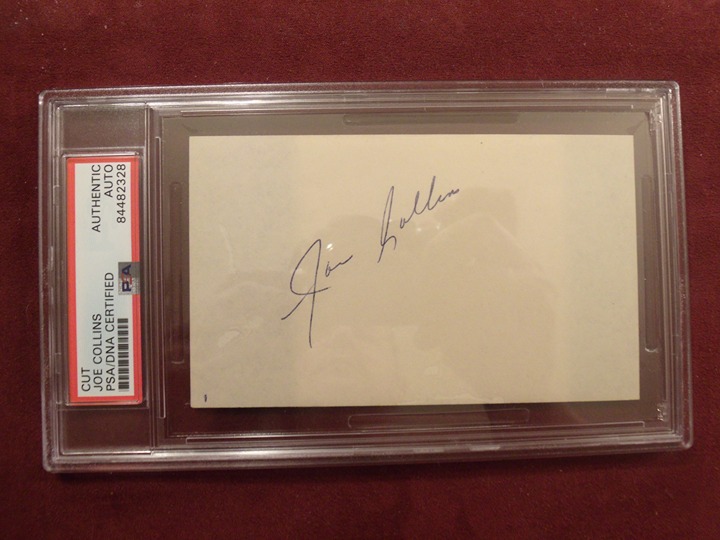 CUT AUTHENTIC
JOE COLLINS AUTO
PSA/DNA CERTIFIED 84482328
PSA
Joe Collins